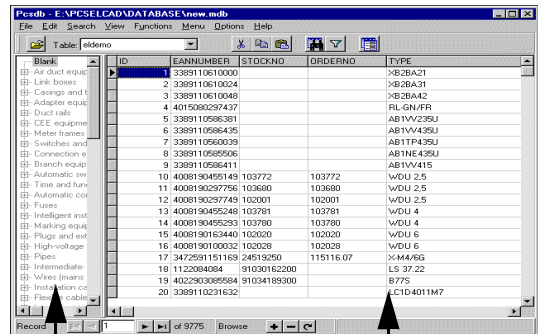 Pcsdb - E:\PCSELCAD\DATABASE\new.mdb
File Edit Search View Functions Menu Options Help
Table: eldemo
Blank
Air duct equip
Link boxes
Casings and t
Adapter equip
Duct rails
CEE equipme
Meter frames
Switches and
Connection e
Branch equip
Automatic sw
Time and fun
Automatic cor
Fuses
Intelligent inst
Marking equip
Plugs and ext
High-voltage
Pipes
Intermediate-
Wires (mains
Installation ca
Flexible cable
ID EANNUMBER STOCKNO ORDERNO TYPE
1 3389110610000 XB2BA21
2 3389110610024 XB2BA31
3 3389110610048 XB2BA42
4 4015080297437 RL-GN/FR
5 3389110586381 AB1VV235U
6 3389110586435 AB1VV435U
7 3389110560039 AB1TP435U
8 3389110585506 AB1NE435U
9 3389110586411 AB1VV415
10 4008190455149 103772 103772 WDU 2,5
11 4008190297756 103680 103680 WDU 2,5
12 4008190297749 102001 102001 WDU 2,5
13 4008190455248 103781 103781 WDU 4
14 4008190455293 103780 103780 WDU 4
15 4008190163440 102020 102020 WDU 6
16 4008190100032 102028 102028 WDU 6
17 3472591151169 24519250 115116.07 X-M4/6G
18 1122084084 91030162200 LS 37.22
19 4022903085584 91034189300 B77S
20 3389110231632 LC1D4011M7
Record 1 of 9775 Browse